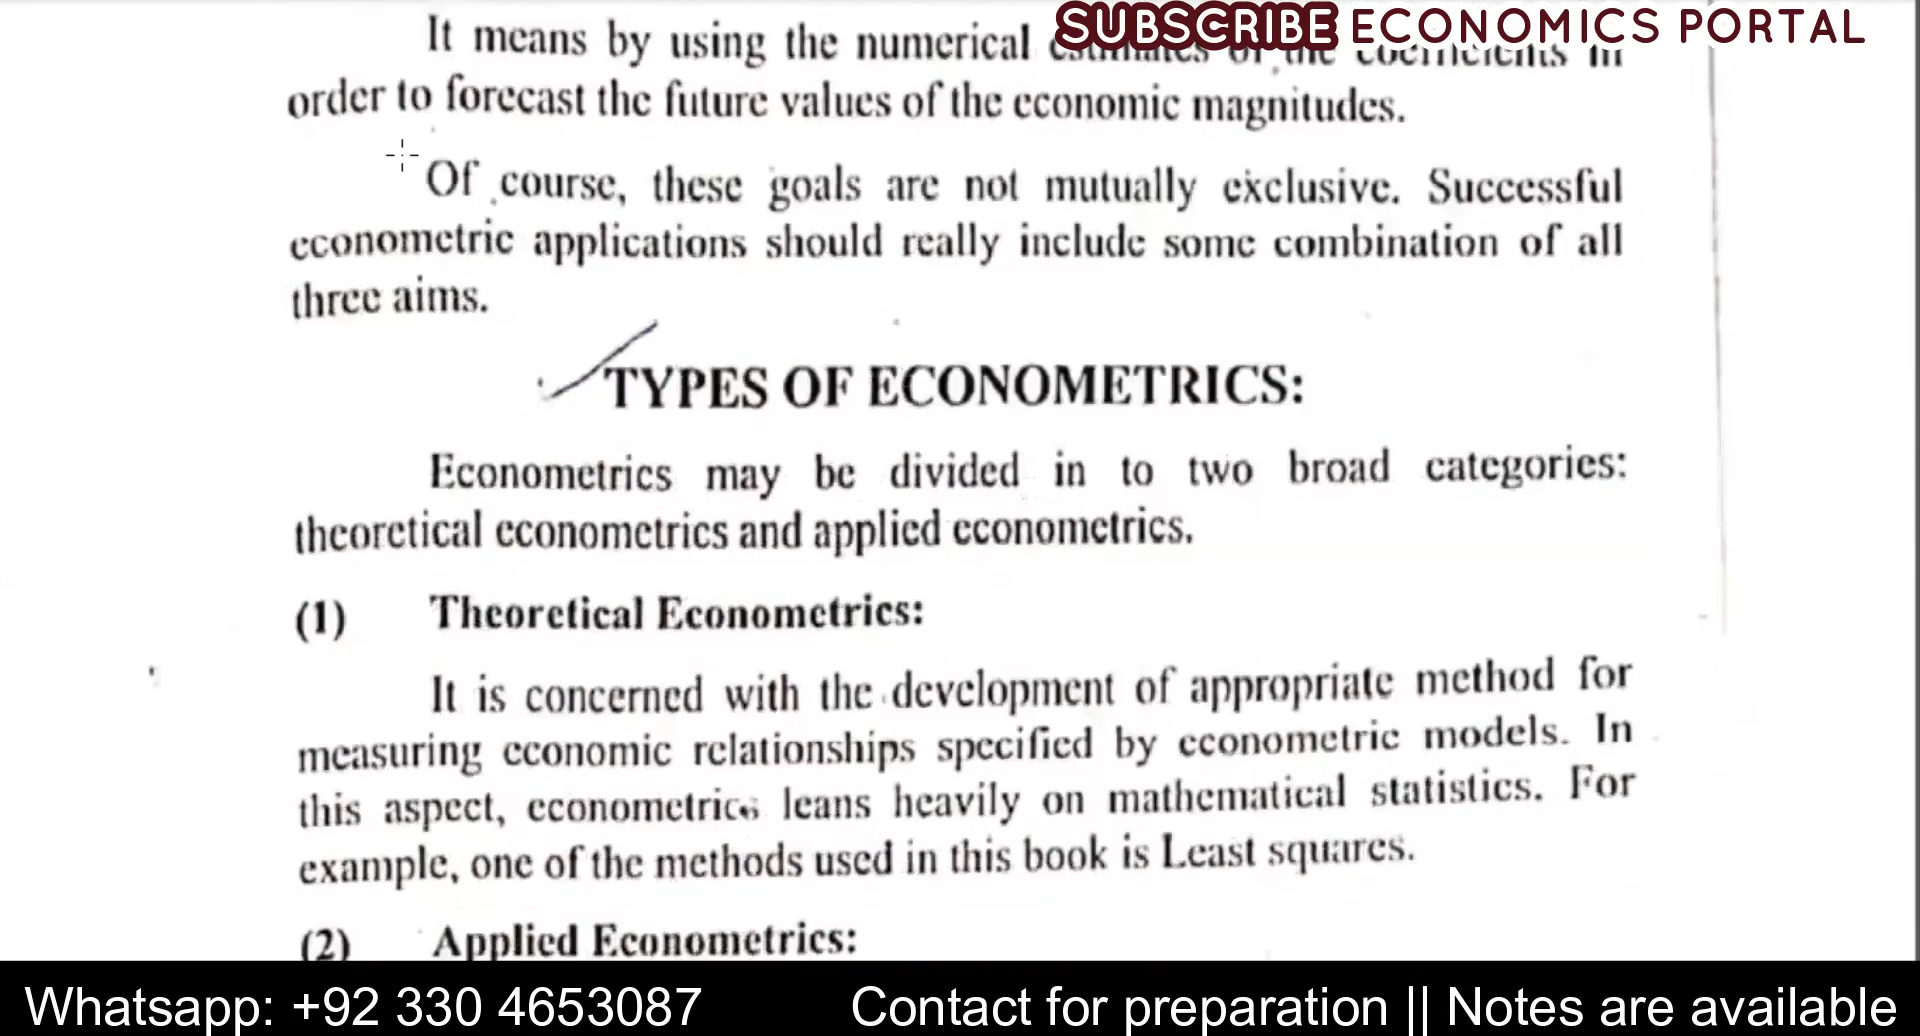 SUBSCRIBE ECONOMICS PORTAL
It means by using the numerical estimates of the coefficients in
order to forecast the future values of the economic magnitudes.
Of course, these goals are not mutually exclusive. Successful
econometric applications should really include some combination of all
three aims.
TYPES OF ECONOMETRICS:
Econometrics may be divided in to two broad categories:
theoretical econometrics and applied econometrics.
(1) Theoretical Econometrics:
It is concerned with the development of appropriate method for
measuring economic relationships specified by econometric models. In
this aspect, econometrics leans heavily on mathematical statistics. For
example, one of the methods used in this book is Least squares.
(2) Applied Econometrics:
Whatsapp: +92 330 4653087 Contact for preparation || Notes are available